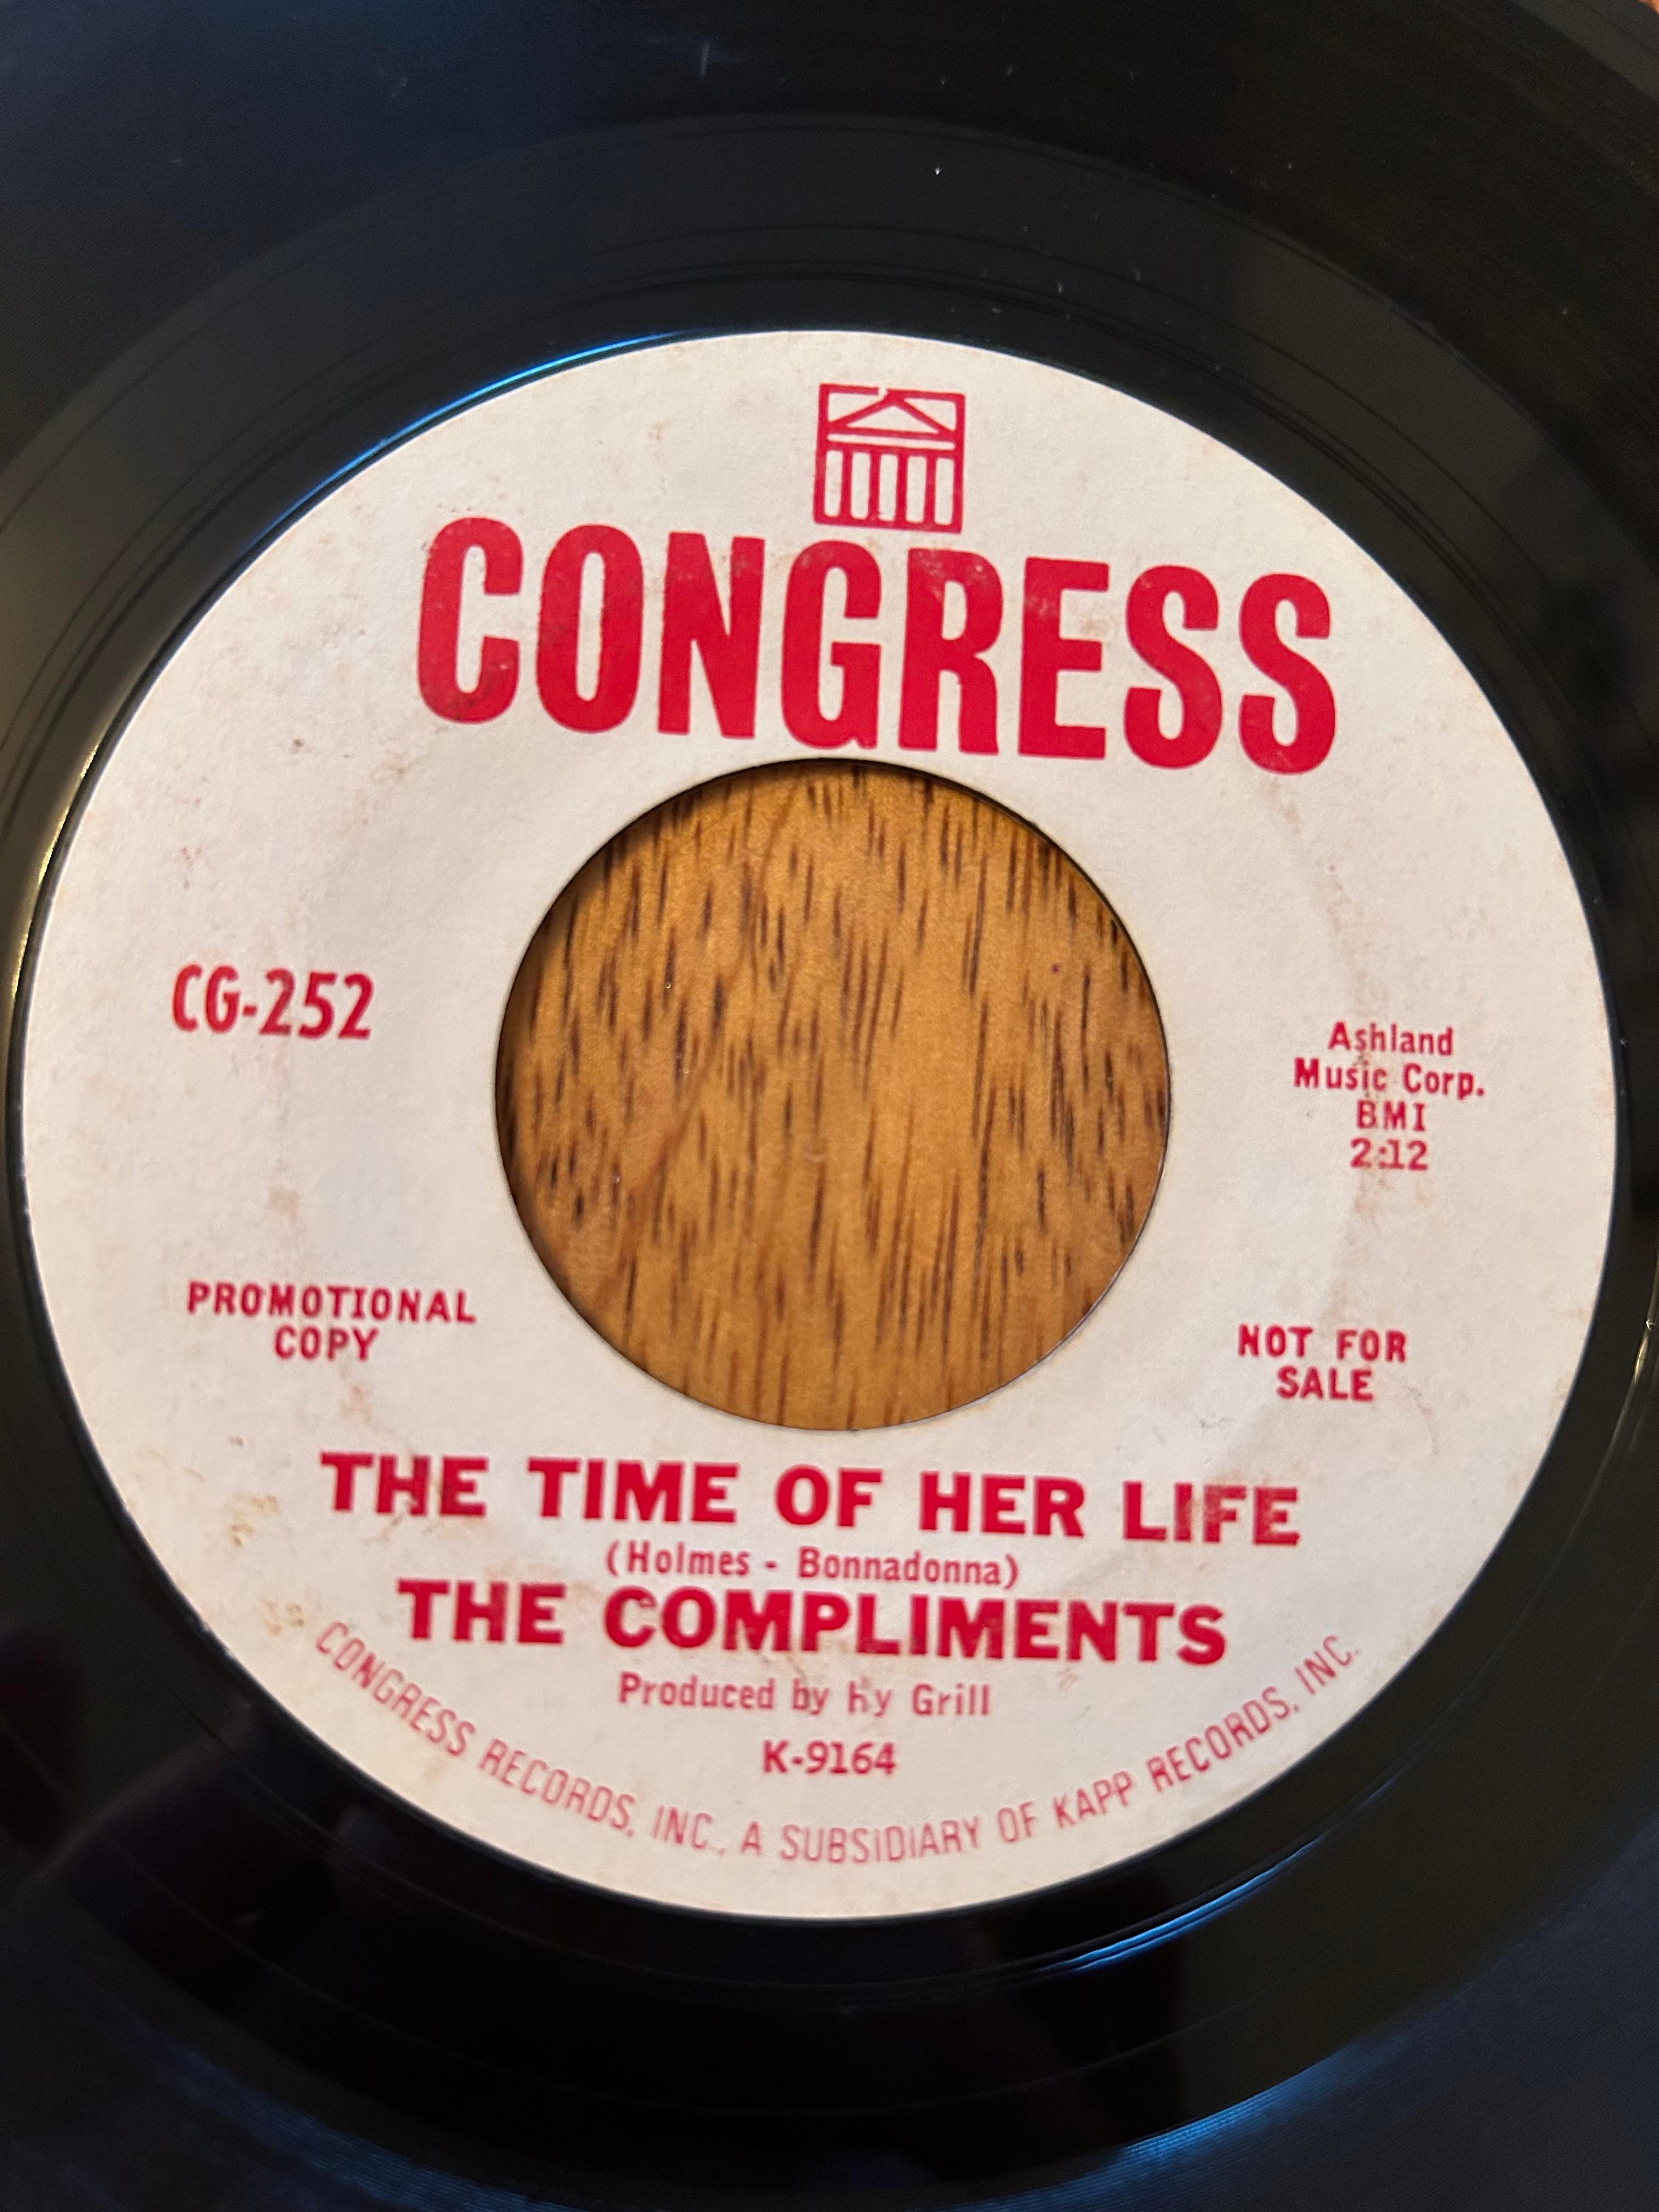 CONGRESS
CG-252
Ashland
Music Corp.
BMI
2:12
PROMOTIONAL
COPY
NOT FOR
SALE
THE TIME OF HER LIFE
(Holmes - Bonnadonna)
THE COMPLIMENTS
Produced by Hy Grill
K-9164
CONGRESS RECORDS, INC., A SUBSIDIARY OF KAPP RECORDS, INC.